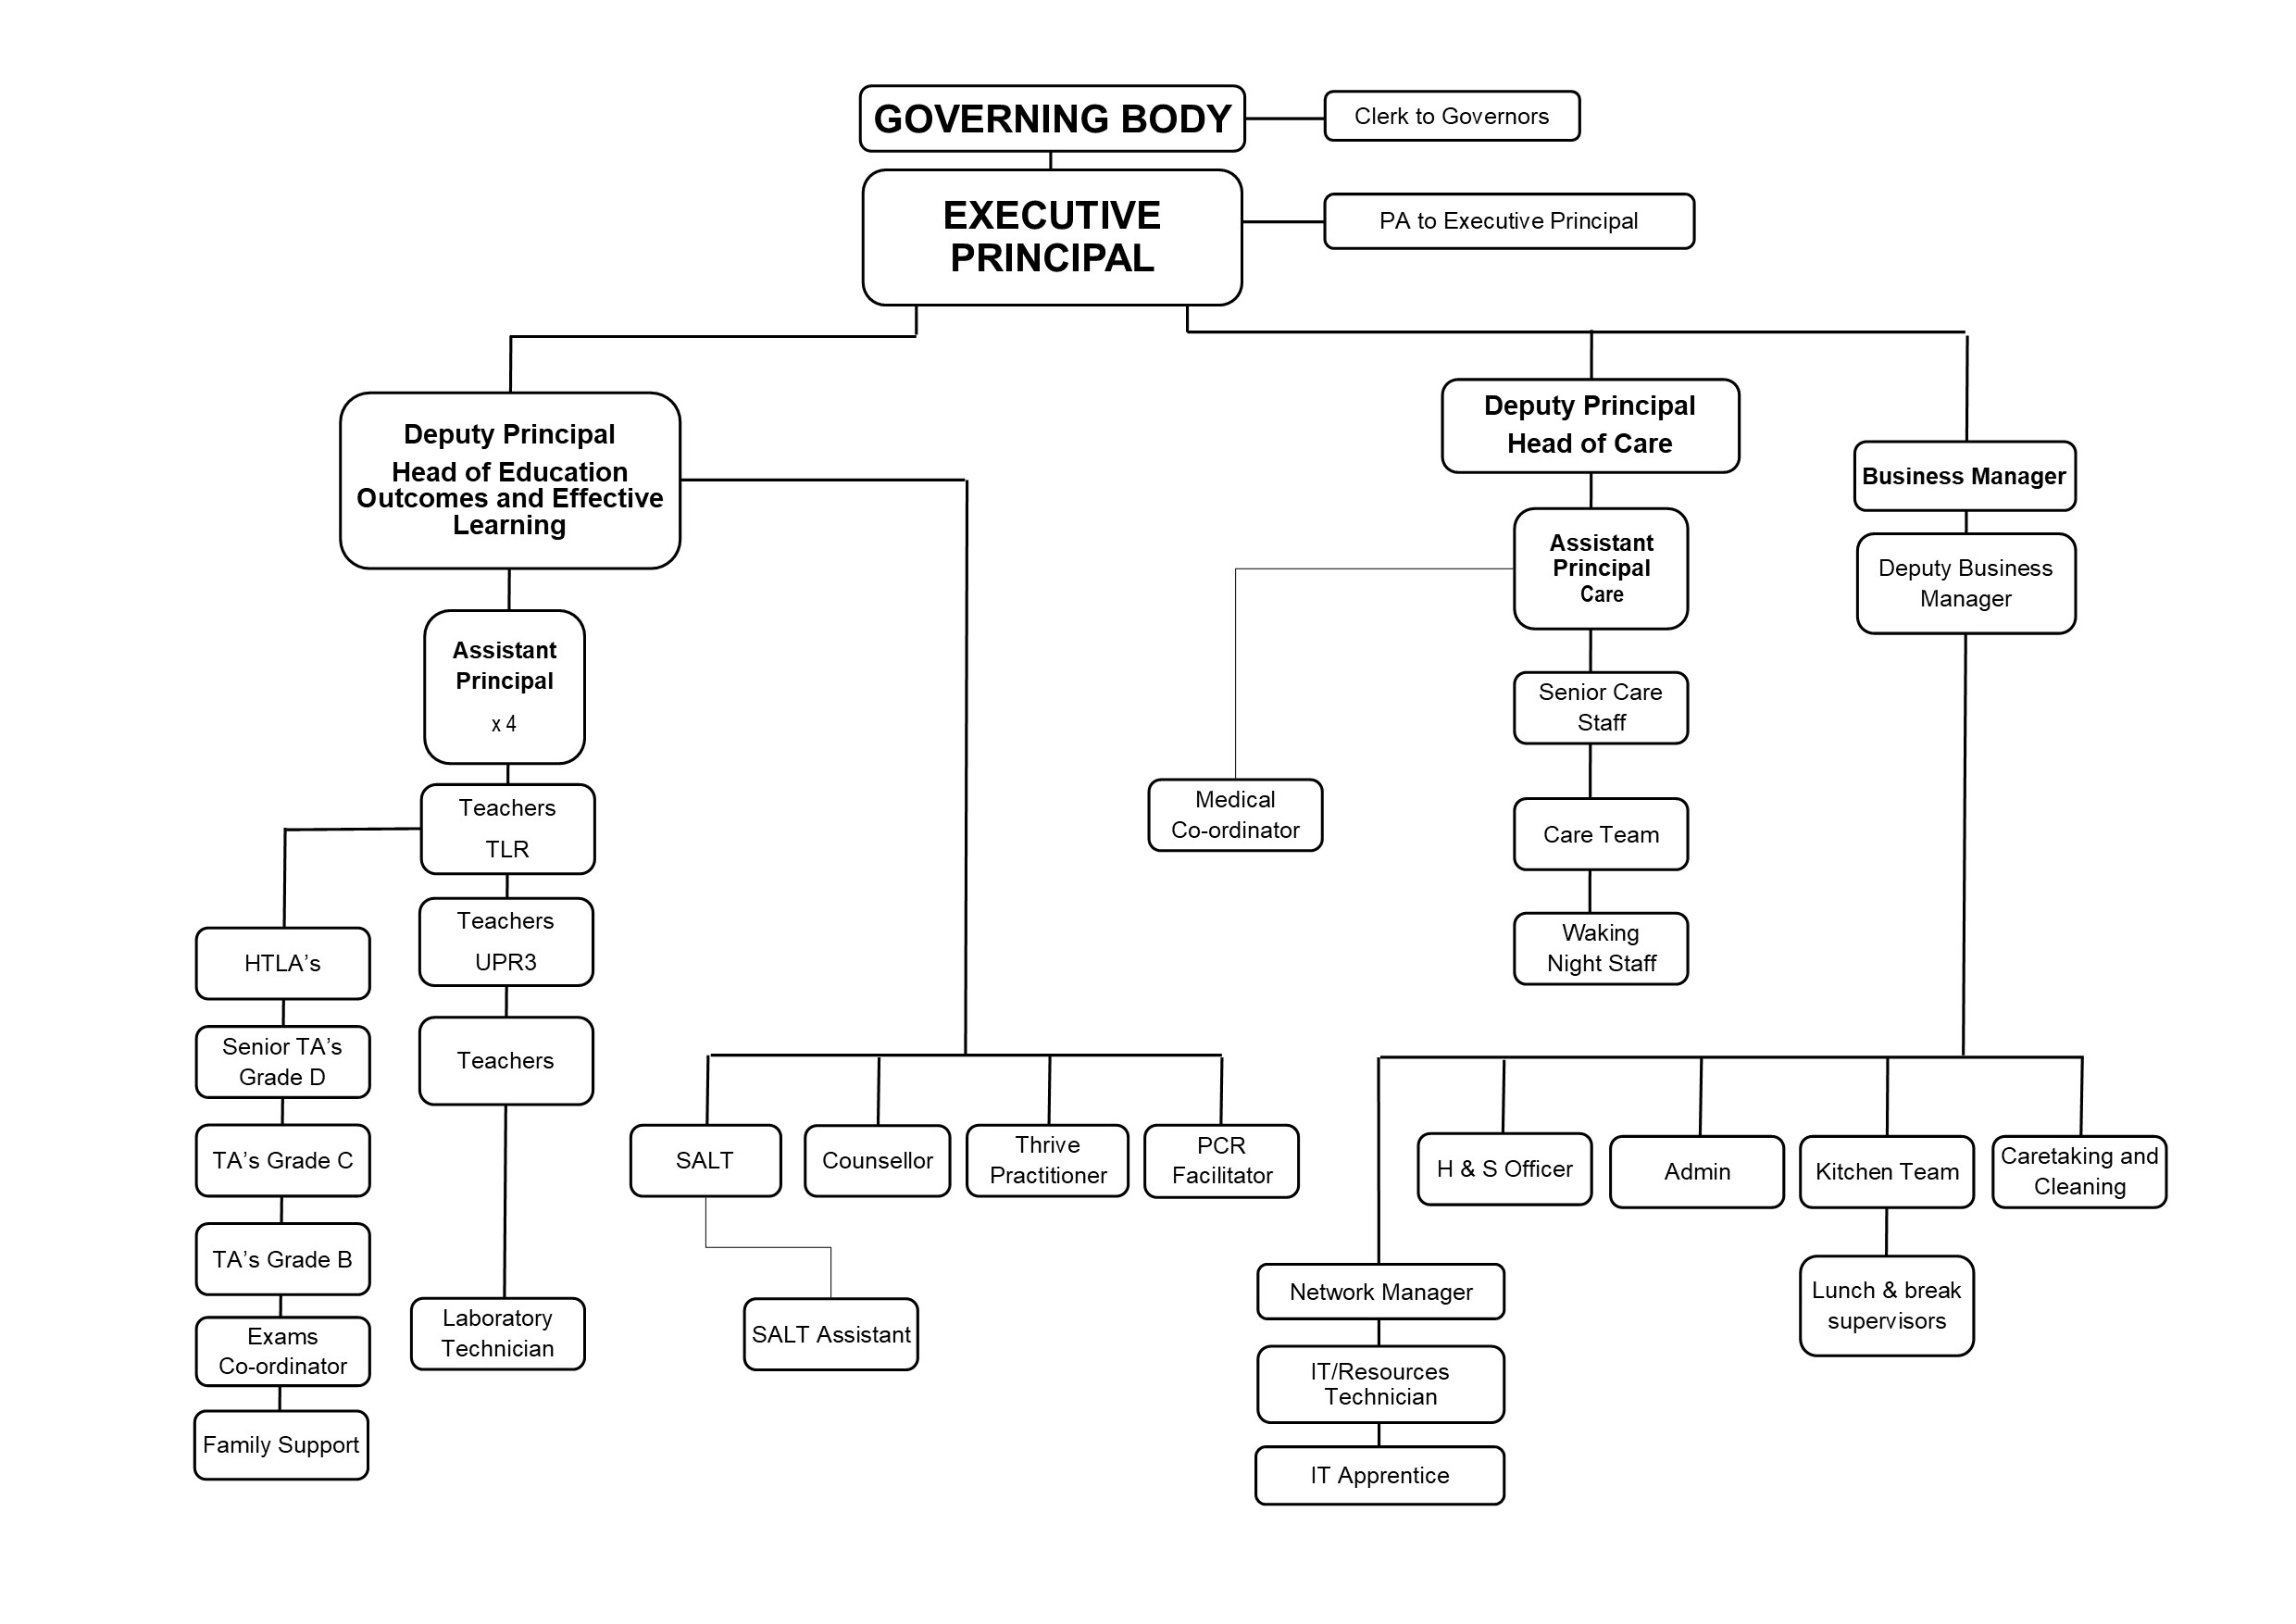 GOVERNING BODY
Clerk to Governors
EXECUTIVE
PRINCIPAL
PA to Executive Principal
Deputy Principal
Head of Education
Outcomes and Effective
Learning
Deputy Principal
Head of Care
Business Manager
Assistant
Principal
Care
Deputy Business
Manager
Assistant
Principal
x 4
Senior Care
Staff
Teachers
TLR
Medical
Co-ordinator
Care Team
Teachers
UPR3
Waking
Night Staff
HTLA’s
Senior TA’s
Grade D
Teachers
TA’s Grade C
SALT
Counsellor
Thrive
Practitioner
PCR
Facilitator
H & S Officer
Admin
Kitchen Team
Caretaking and
Cleaning
TA’s Grade B
Network Manager
Lunch & break
supervisors
Exams
Co-ordinator
Laboratory
Technician
SALT Assistant
IT/Resources
Technician
Family Support
IT Apprentice